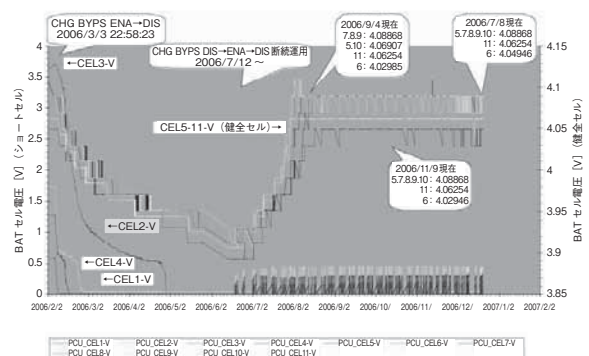 CHG BYPS ENA→DIS
2006/3/3 22:58:23
CHG BYPS DIS→ENA→DIS 断続運用
2006/7/12 ～
2006/9/4現在
7.8.9 : 4.08868
5.10 : 4.06907
11 : 4.06254
6 : 4.02985
2006/7/8現在
5.7.8.9.10 : 4.08868
11 : 4.06254
6 : 4.04946
2006/11/9現在
5.7.8.9.10 : 4.08868
11 : 4.06254
6 : 4.02946
←CEL3-V
CEL5-11-V（健全セル）→
←CEL2-V
←CEL4-V
←CEL1-V
BAT セル電圧 [V]（ショートセル）
4
3.5
3
2.5
2
1.5
1
0.5
0
BAT セル電圧 [V]（健全セル）
4.15
4.1
4.05
4
3.95
3.9
3.85
2006/2/2 2006/3/2 2006/4/2 2006/5/2 2006/6/2 2006/7/2 2006/8/2 2006/9/2 2006/10/ 2006/11/ 2006/12/ 2007/1/2 2007/2/2
PCU_CEL1-V PCU_CEL2-V PCU_CEL3-V PCU_CEL4-V PCU_CEL5-V PCU_CEL6-V PCU_CEL7-V
PCU_CEL8-V PCU_CEL9-V PCU_CEL10-V PCU_CEL11-V